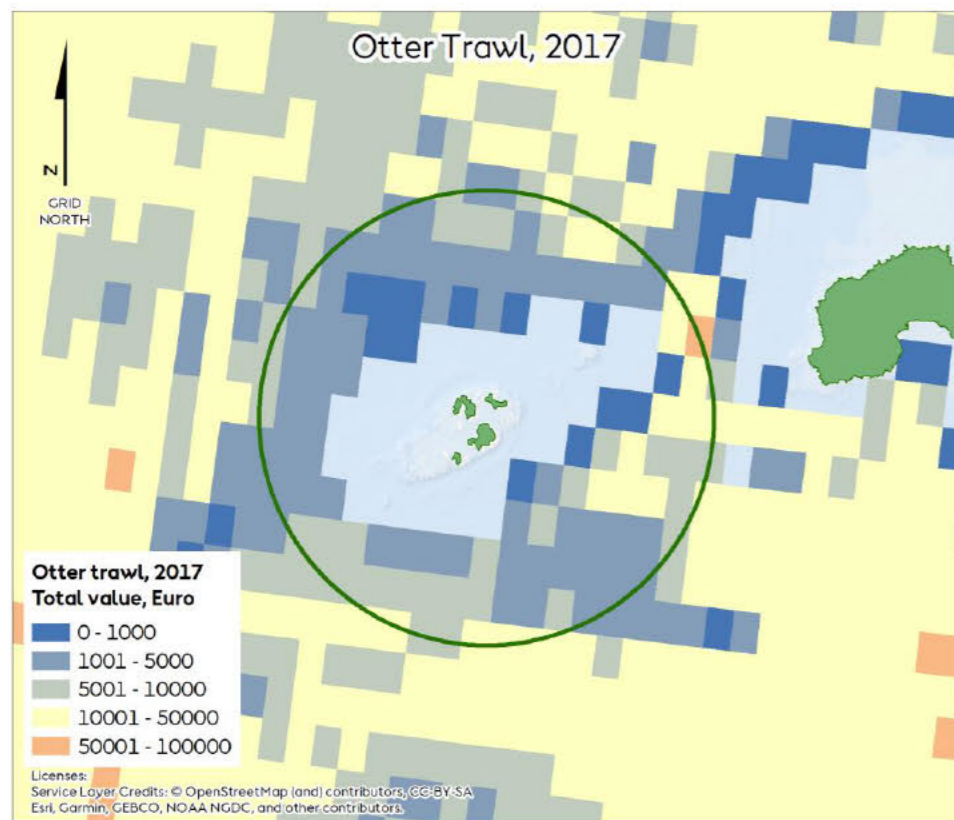 Otter Trawl, 2017
N
GRID
NORTH
Otter trawl, 2017
Total value, Euro
0 - 1000
1001 - 5000
5001 - 10000
10001 - 50000
50001 - 100000
Licenses:
Service Layer Credits: © OpenStreetMap (and) contributors, CC-BY-SA
Esri, Garmin, GEBCO, NOAA NGDC, and other contributors.